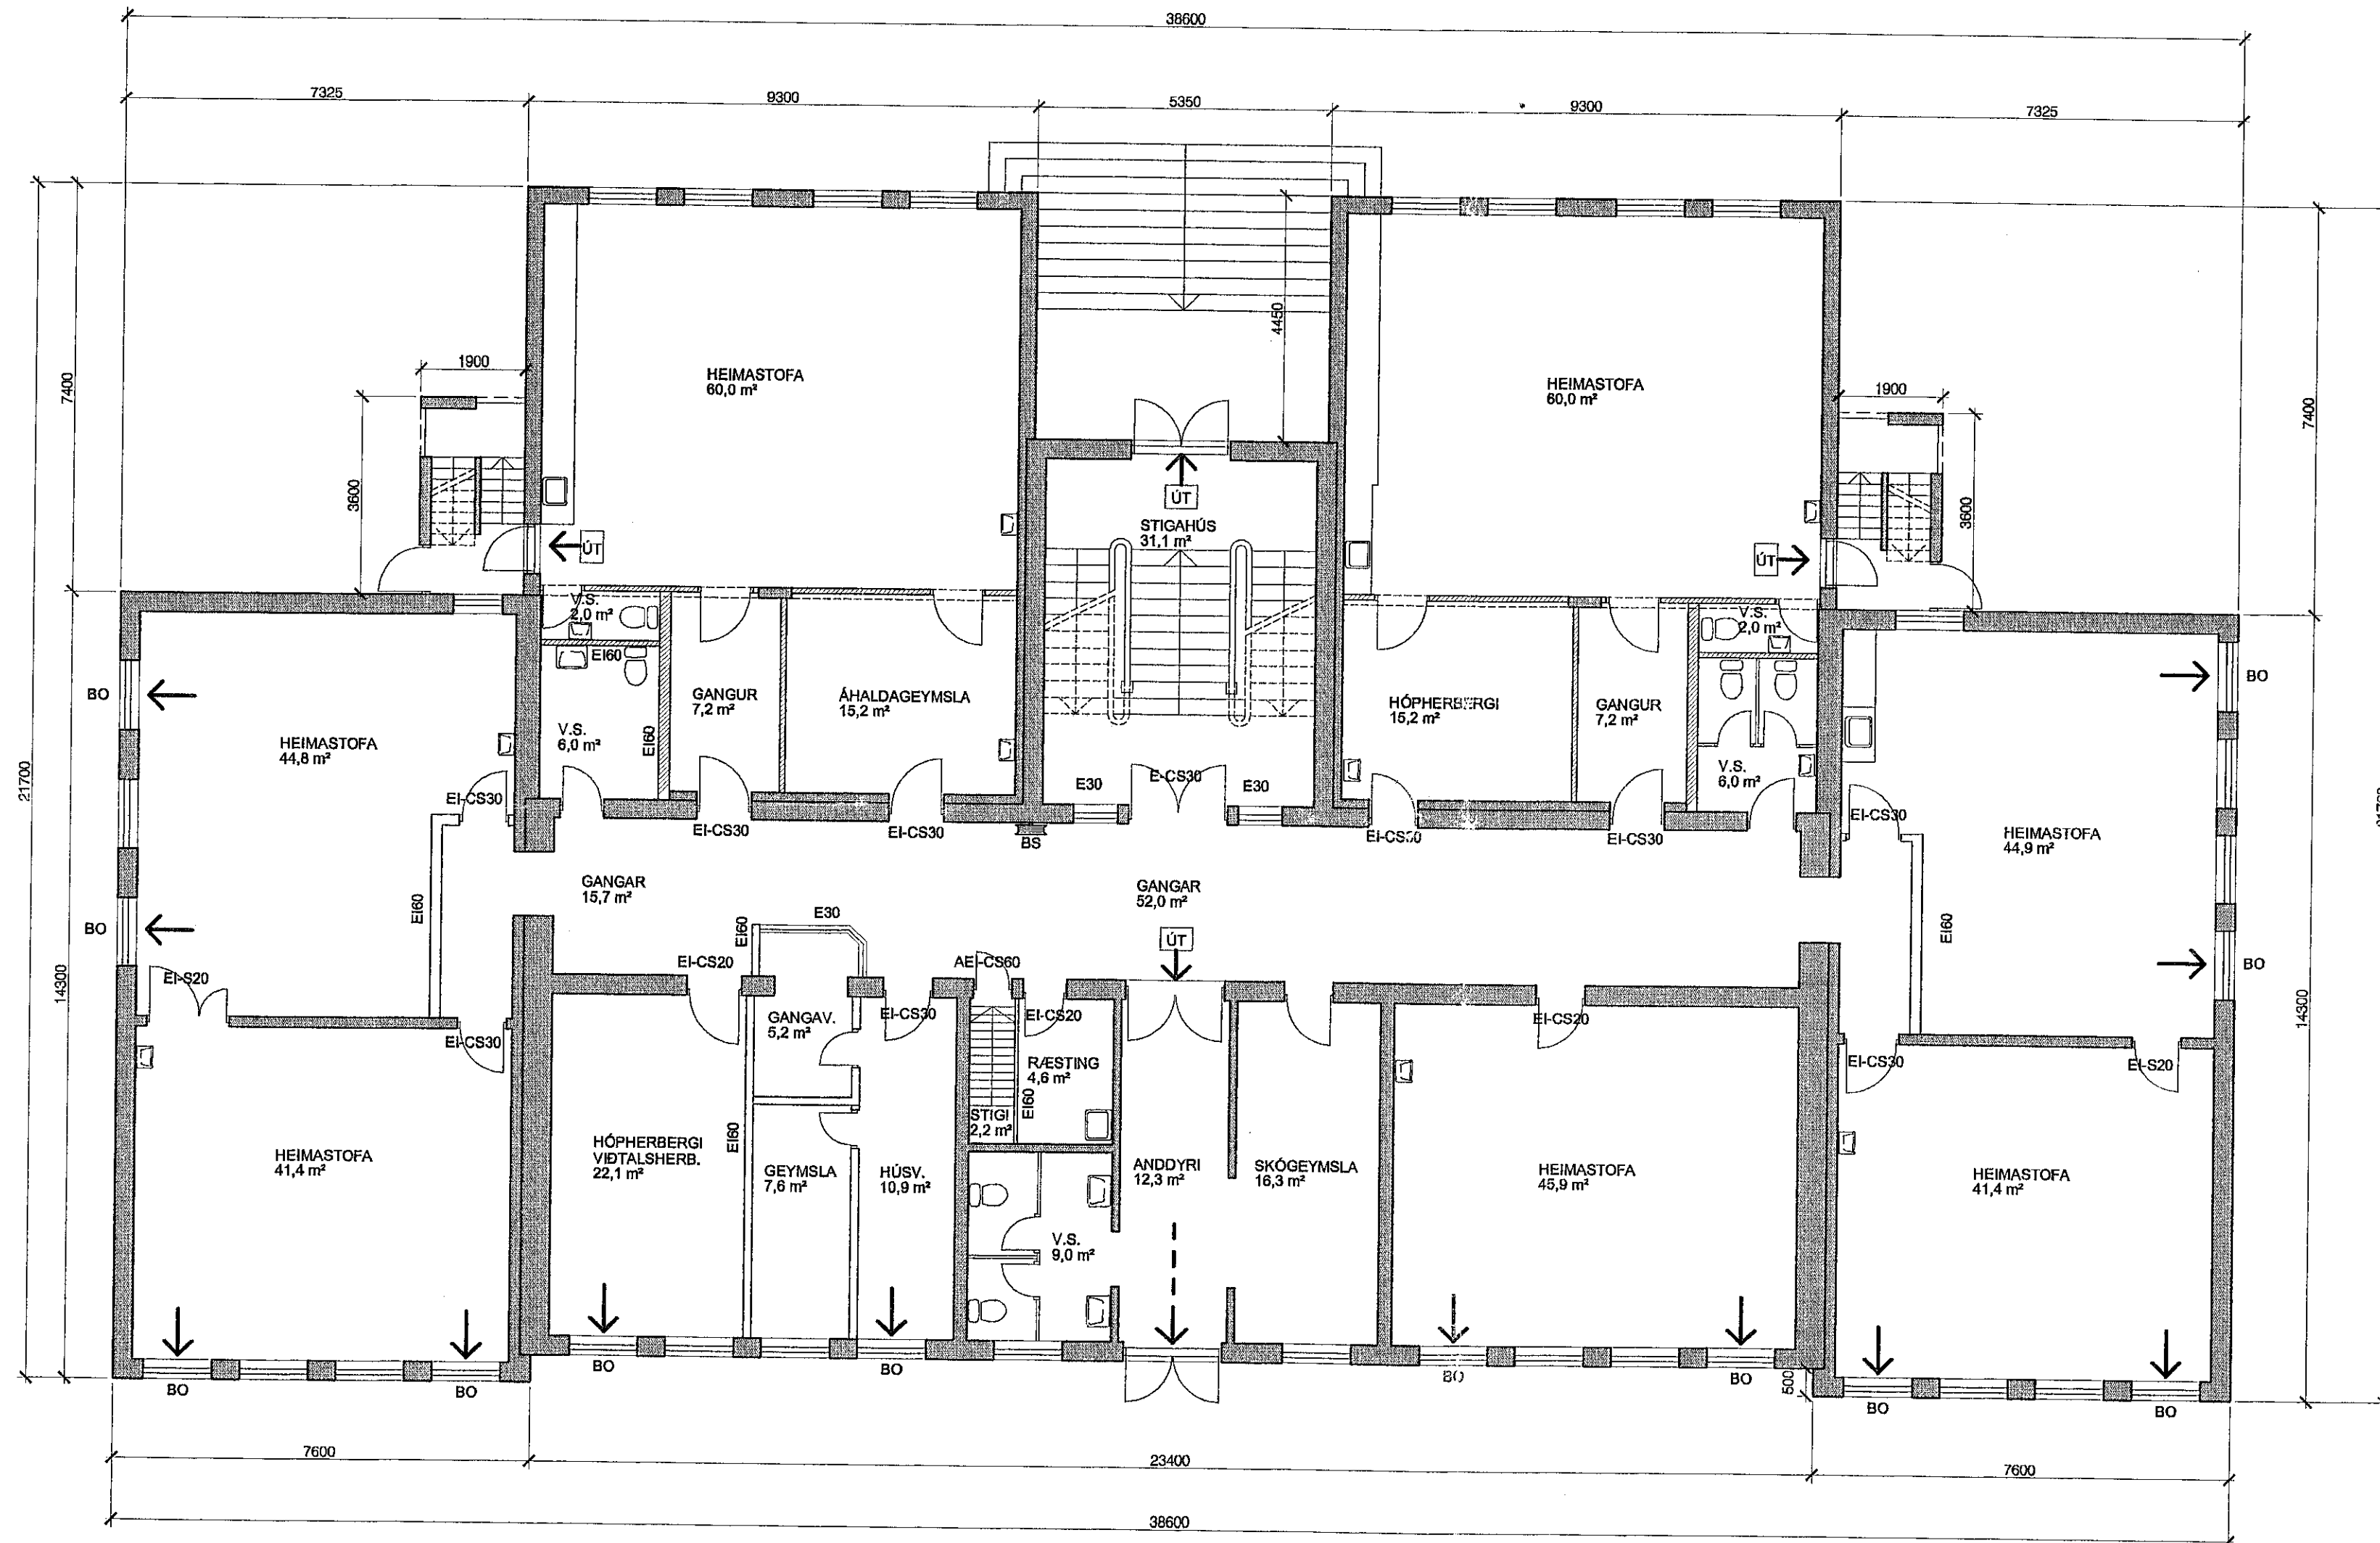 38600
7325
9300
5350
9300
7325
4450
HEIMASTOFA
60,0 m²
HEIMASTOFA
60,0 m²
1900
1900
7400
7400
3600
3600
ÚT
STIGAHÚS
31,1 m²
ÚT
ÚT
V.S.
2,0 m²
V.S.
2,0 m²
EI60
EI60
BO
BO
GANGUR
7,2 m²
ÁHALDAGEYMSLA
15,2 m²
HÓPHERBERGI
15,2 m²
GANGUR
7,2 m²
V.S.
6,0 m²
V.S.
6,0 m²
HEIMASTOFA
44,8 m²
21700
E30
E-CS30
E30
EI-CS30
EI-CS30
EI-CS30
EI-CS30
BS
EI-CS30
EI-CS30
HEIMASTOFA
44,9 m²
GANGAR
15,7 m²
GANGAR
52,0 m²
EI60
EI60
E30
EI60
ÚT
BO
BO
EI-S20
EI-CS20
AEI-CS60
14300
14300
EI-CS30
GANGAV.
5,2 m²
EI-CS30
EI-CS20
EI-CS20
EI-CS30
EI-S20
RÆSTING
4,6 m²
EI60
STIGI
2,2 m²
EI60
HEIMASTOFA
41,4 m²
HÓPHERBERGI
VIÐTALSHERB.
22,1 m²
GEYMSLA
7,6 m²
HÚSV.
10,9 m²
ANDDYRI
12,3 m²
SKÓGEYMSLA
16,3 m²
HEIMASTOFA
45,9 m²
HEIMASTOFA
41,4 m²
V.S.
9,0 m²
BO
BO
BO
BO
BO
BO
500
BO
BO
7600
23400
7600
38600